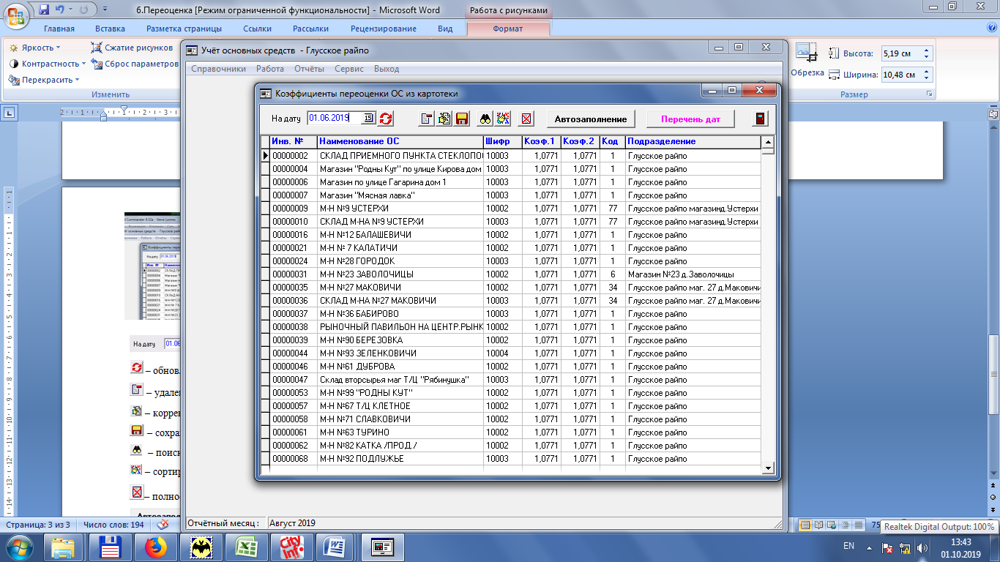 6.Переоценка [Режим ограниченной функциональности] - Microsoft Word
Работа с рисунками
Главная Вставка Разметка страницы Ссылки Рассылки Рецензирование Вид Формат
Яркость
Контрастность
Перекрасить
Сжатие рисунков
Сброс параметров
Изменить
Обрезка
Высота: 5,19 см
Ширина: 10,48 см
Размер
Учёт основных средств - Глусское райпо
Справочники Работа Отчёты Сервис Выход
Коэффициенты переоценки ОС из картотеки
На дату 01.06.2019 15 Автозаполнение Перечень дат
Инв. № Наименование ОС Шифр Коэф.1 Коэф.2 Код Подразделение
00000002 СКЛАД ПРИЕМНОГО ПУНКТА СТЕКЛОПО 10003 1,0771 1,0771 1 Глусское райпо
00000004 Магазин "Родны Кут" по улице Кирова дом 10003 1,0771 1,0771 1 Глусское райпо
00000006 Магазин по улице Гагарина дом 1 10003 1,0771 1,0771 1 Глусское райпо
00000007 Магазин "Мясная лавка" 10003 1,0771 1,0771 1 Глусское райпо
00000009 М-Н №9 УСТЕРХИ 10002 1,0771 1,0771 77 Глусское райпо магазинд.Устерхи
00000010 СКЛАД М-НА №9 УСТЕРХИ 10003 1,0771 1,0771 77 Глусское райпо магазинд.Устерхи
00000016 М-Н №12 БАЛАШЕВИЧИ 10002 1,0771 1,0771 1 Глусское райпо
00000021 М-Н №Т КАСТИЧИ 10002 1,0771 1,0771 1 Глусское райпо
00000024 М-Н №28 ГОРОДОК 10003 1,0771 1,0771 1 Глусское райпо
00000031 М-Н №23 ЗАВОЛОЧИЦЫ 10002 1,0771 1,0771 6 Магазин №23 д.Заволочицы
00000035 М-Н №27 МАКОВИЧИ 10002 1,0771 1,0771 34 Глусское райпо маг. 27 д.Маковичи
00000036 СКЛАД М-НА №27 МАКОВИЧИ 10003 1,0771 1,0771 34 Глусское райпо маг. 27 д.Маковичи
00000037 М-Н №36 БАБИРОВО 10003 1,0771 1,0771 1 Глусское райпо
00000038 РЫНОЧНЫЙ ПАВИЛЬОН НА ЦЕНТР.РЫНК 10002 1,0771 1,0771 1 Глусское райпо
00000039 М-Н №90 БЕРЕЗОВКА 10002 1,0771 1,0771 1 Глусское райпо
00000044 М-Н №93 ЗЕЛЕНКОВИЧИ 10004 1,0771 1,0771 1 Глусское райпо
00000046 М-Н №61 ДУБРОВА 10002 1,0771 1,0771 1 Глусское райпо
00000047 Склад вторсырья маг Т/Ц "Рябинушка" 10003 1,0771 1,0771 1 Глусское райпо
00000053 М-Н №99 "РОДНЫ КУТ" 10002 1,0771 1,0771 1 Глусское райпо
00000057 М-Н №67 Т/Ц КЛЕТНОЕ 10002 1,0771 1,0771 1 Глусское райпо
00000058 М-Н №71 СЛАВКОВИЧИ 10002 1,0771 1,0771 1 Глусское райпо
00000061 М-Н №63 ТУРИНО 10002 1,0771 1,0771 1 Глусское райпо
00000062 М-Н №82 КАТКА /ПРОД./ 10002 1,0771 1,0771 1 Глусское райпо
00000068 М-Н №92 ПОДЛУЖЬЕ 10003 1,0771 1,0771 1 Глусское райпо
На дату 01.06
– обнов
– удале
– коррек
– сохра
– поиск
– сортир
– полно
Отчётный месяц : Август 2019
Страница: 3 из 3 Число слов: 194
75
Realtek Digital Output: 100%
City inf.
EN
13:43
01.10.2019